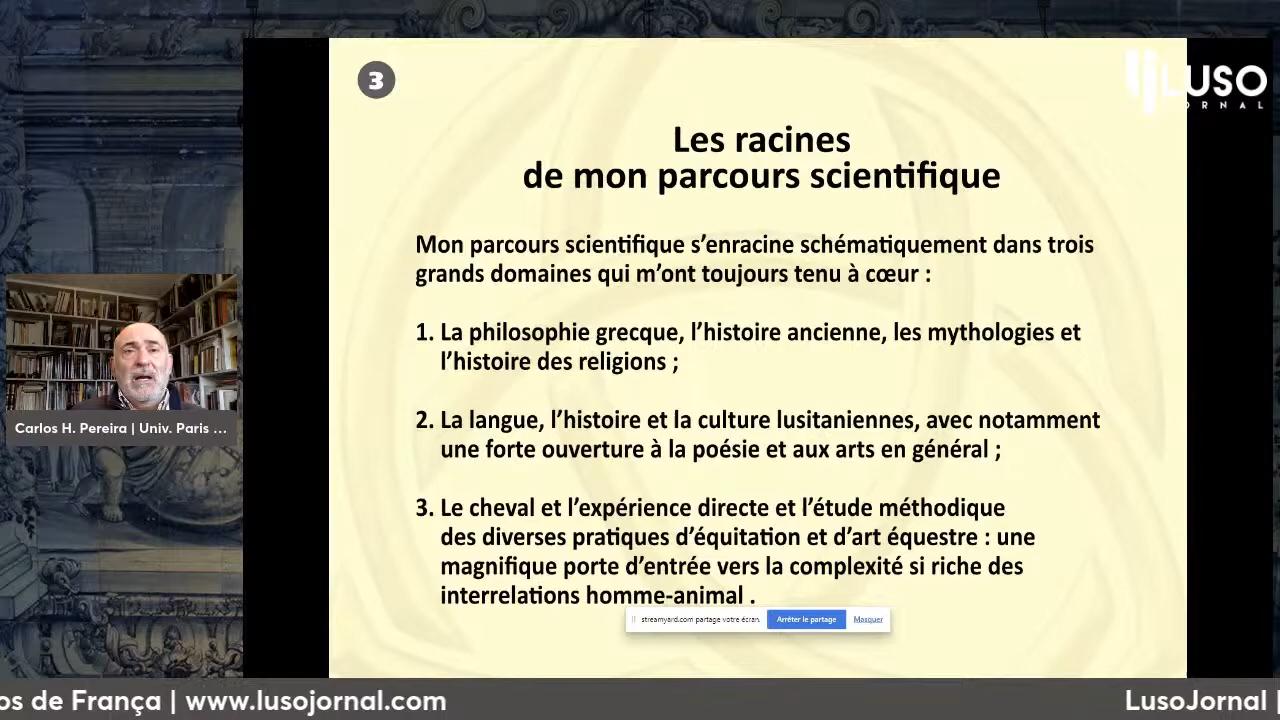 3
LUSO
JORNAL
Les racines
de mon parcours scientifique
Mon parcours scientifique s’enracine schématiquement dans trois
grands domaines qui m’ont toujours tenu à cœur :
1. La philosophie grecque, l’histoire ancienne, les mythologies et
l’histoire des religions ;
2. La langue, l’histoire et la culture lusitaniennes, avec notamment
une forte ouverture à la poésie et aux arts en général ;
3. Le cheval et l’expérience directe et l’étude méthodique
des diverses pratiques d’équitation et d’art équestre : une
magnifique porte d’entrée vers la complexité si riche des
interrelations homme-animal .
Carlos H. Pereira | Univ. Paris ...
streamyard.com partage votre écran. Arrêter le partage Masquer
os de França | www.lusojornal.com
LusoJornal |